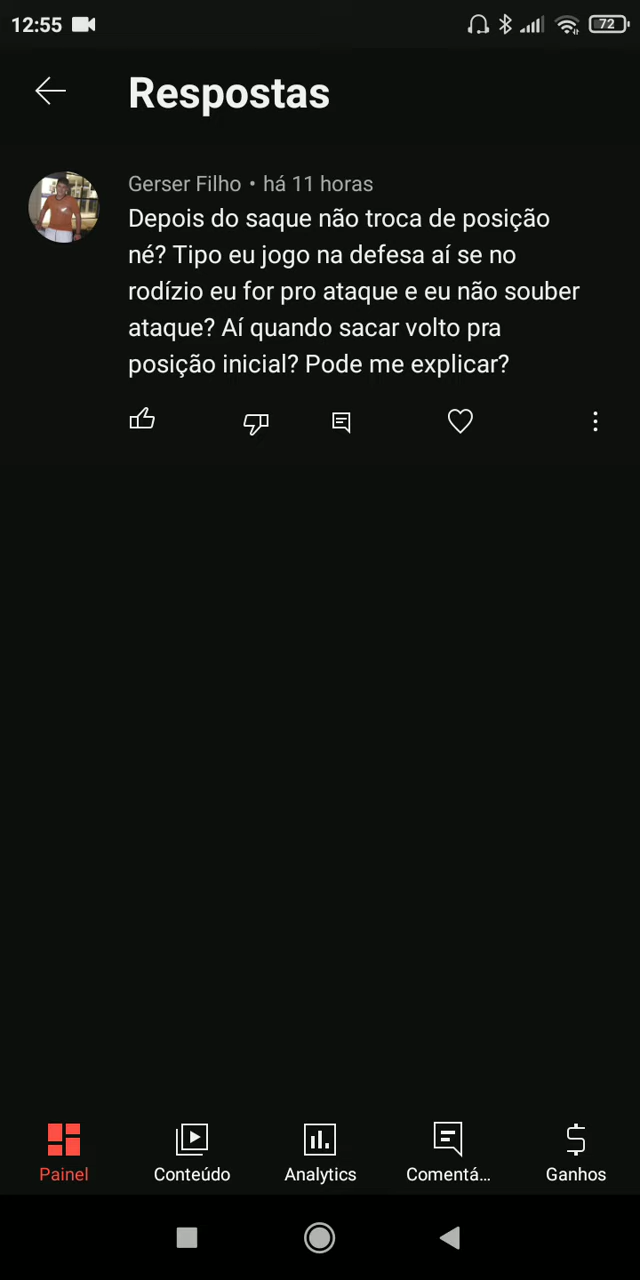 12:55
72
Respostas
Gerser Filho • há 11 horas
Depois do saque não troca de posição
né? Tipo eu jogo na defesa aí se no
rodízio eu for pro ataque e eu não souber
ataque? Aí quando sacar volto pra
posição inicial? Pode me explicar?
Painel
Conteúdo
Analytics
Comentá...
Ganhos